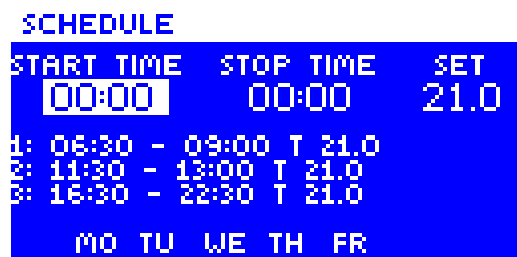 SCHEDULE
START TIME STOP TIME SET
00:00 00:00 21.0
1: 06:30 - 09:00 T 21.0
2: 11:30 - 13:00 T 21.0
3: 16:30 - 22:30 T 21.0
MO TU WE TH FR